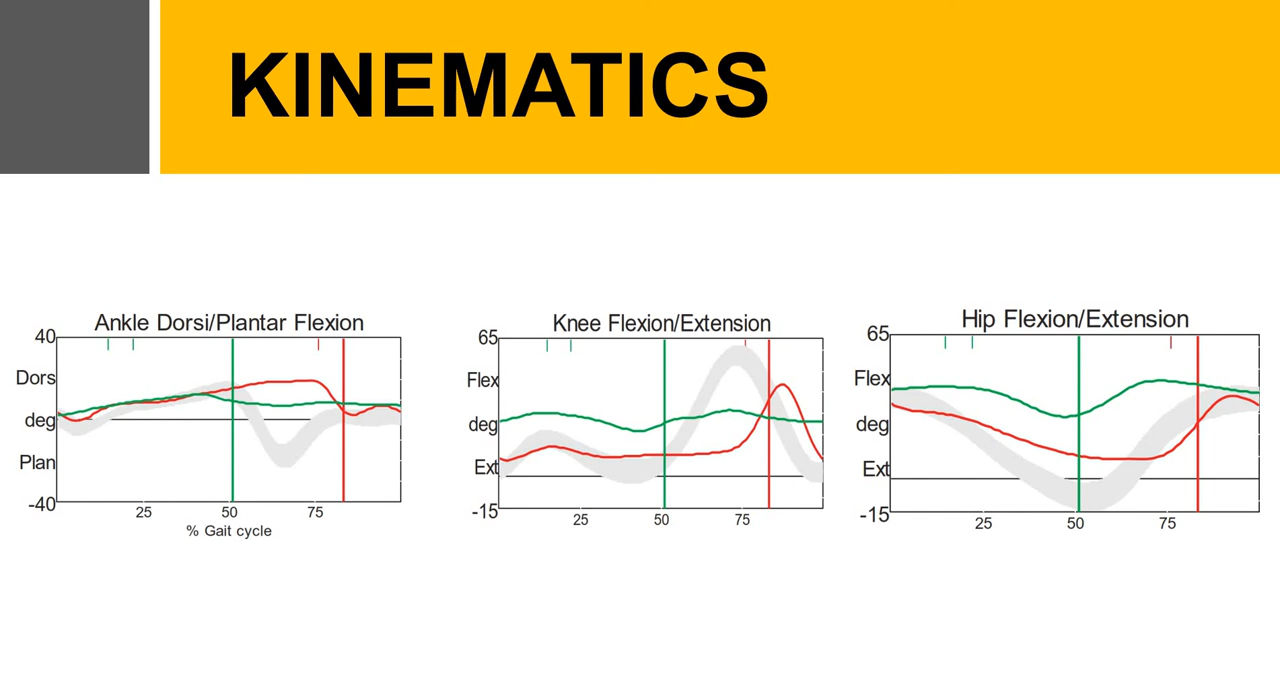 KINEMATICS
Ankle Dorsi/Plantar Flexion
40
Dors
deg
Plan
-40
25
50
75
% Gait cycle
Knee Flexion/Extension
65
Flex
deg
Ext
-15
25
50
75
Hip Flexion/Extension
65
Flex
deg
Ext
-15
25
50
75